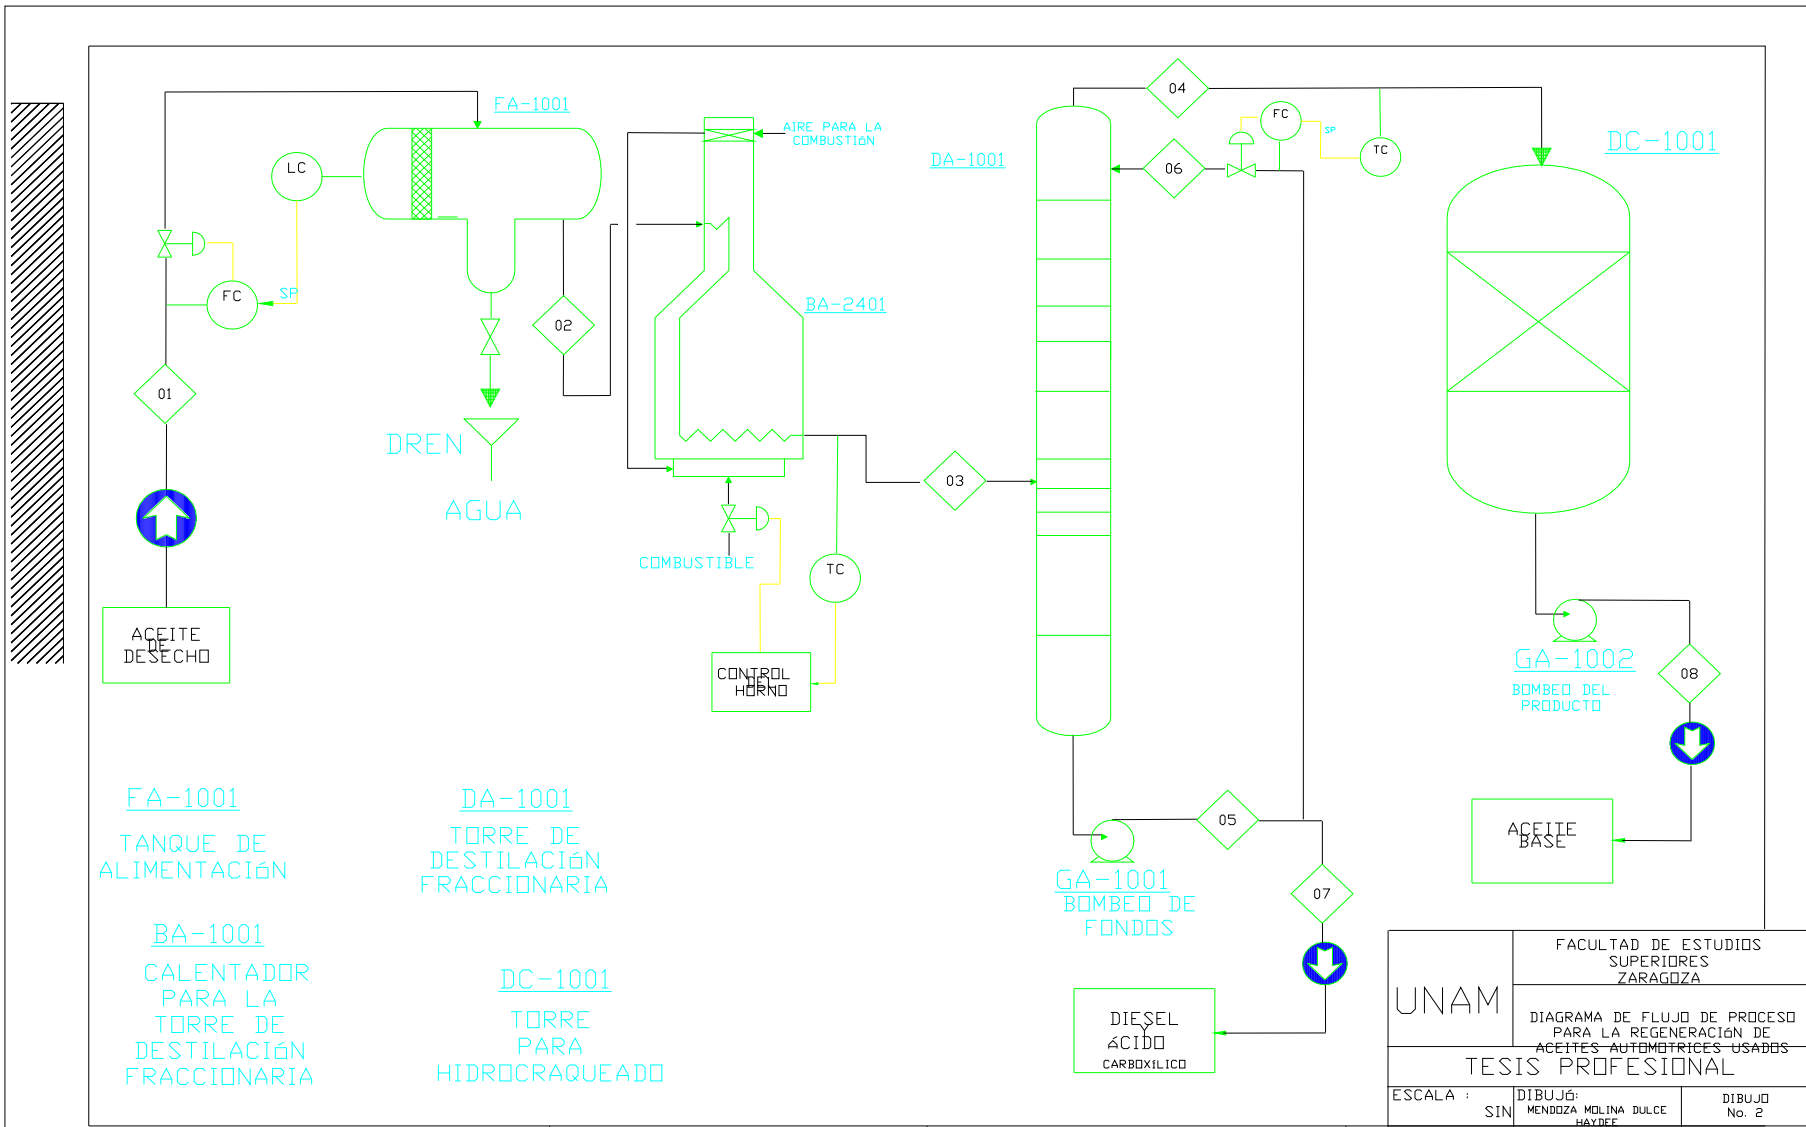 FA-1001
LC
FC
SP
01
02
DREN
AGUA
ACEITE
DE
DESECHO
AIRE PARA LA
COMBUSTIÓN
BA-2401
COMBUSTIBLE
TC
CONTROL
DEL
HORNO
03
DA-1001
04
FC
SP
TC
06
DC-1001
05
GA-1001
BOMBEO DE
FONDOS
07
DIESEL
Y
ÁCIDO
CARBOXÍLICO
GA-1002
BOMBEO DEL
PRODUCTO
08
ACEITE
BASE
FA-1001
TANQUE DE
ALIMENTACIÓN
BA-1001
CALENTADOR
PARA LA
TORRE DE
DESTILACIÓN
FRACCIONARIA
DA-1001
TORRE DE
DESTILACIÓN
FRACCIONARIA
DC-1001
TORRE
PARA
HIDROCRAQUEADO
UNAM
FACULTAD DE ESTUDIOS
SUPERIORES
ZARAGOZA
DIAGRAMA DE FLUJO DE PROCESO
PARA LA REGENERACIÓN DE
ACEITES AUTOMOTRICES USADOS
TESIS PROFESIONAL
ESCALA :
SIN
DIBUJÓ:
MENDOZA MOLINA DULCE
HAYDEE
DIBUJO
No. 2